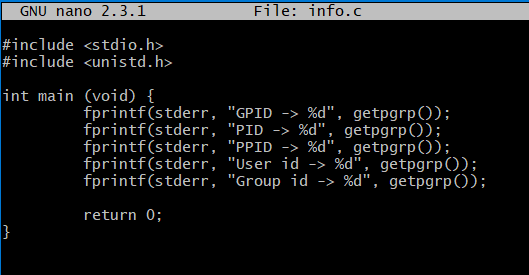 GNU nano 2.3.1 File: info.c
#include <stdio.h>
#include <unistd.h>
int main (void) {
fprintf(stderr, "GPID -> %d", getpgrp());
fprintf(stderr, "PID -> %d", getpgrp());
fprintf(stderr, "PPID -> %d", getpgrp());
fprintf(stderr, "User id -> %d", getpgrp());
fprintf(stderr, "Group id -> %d", getpgrp());
return 0;
}